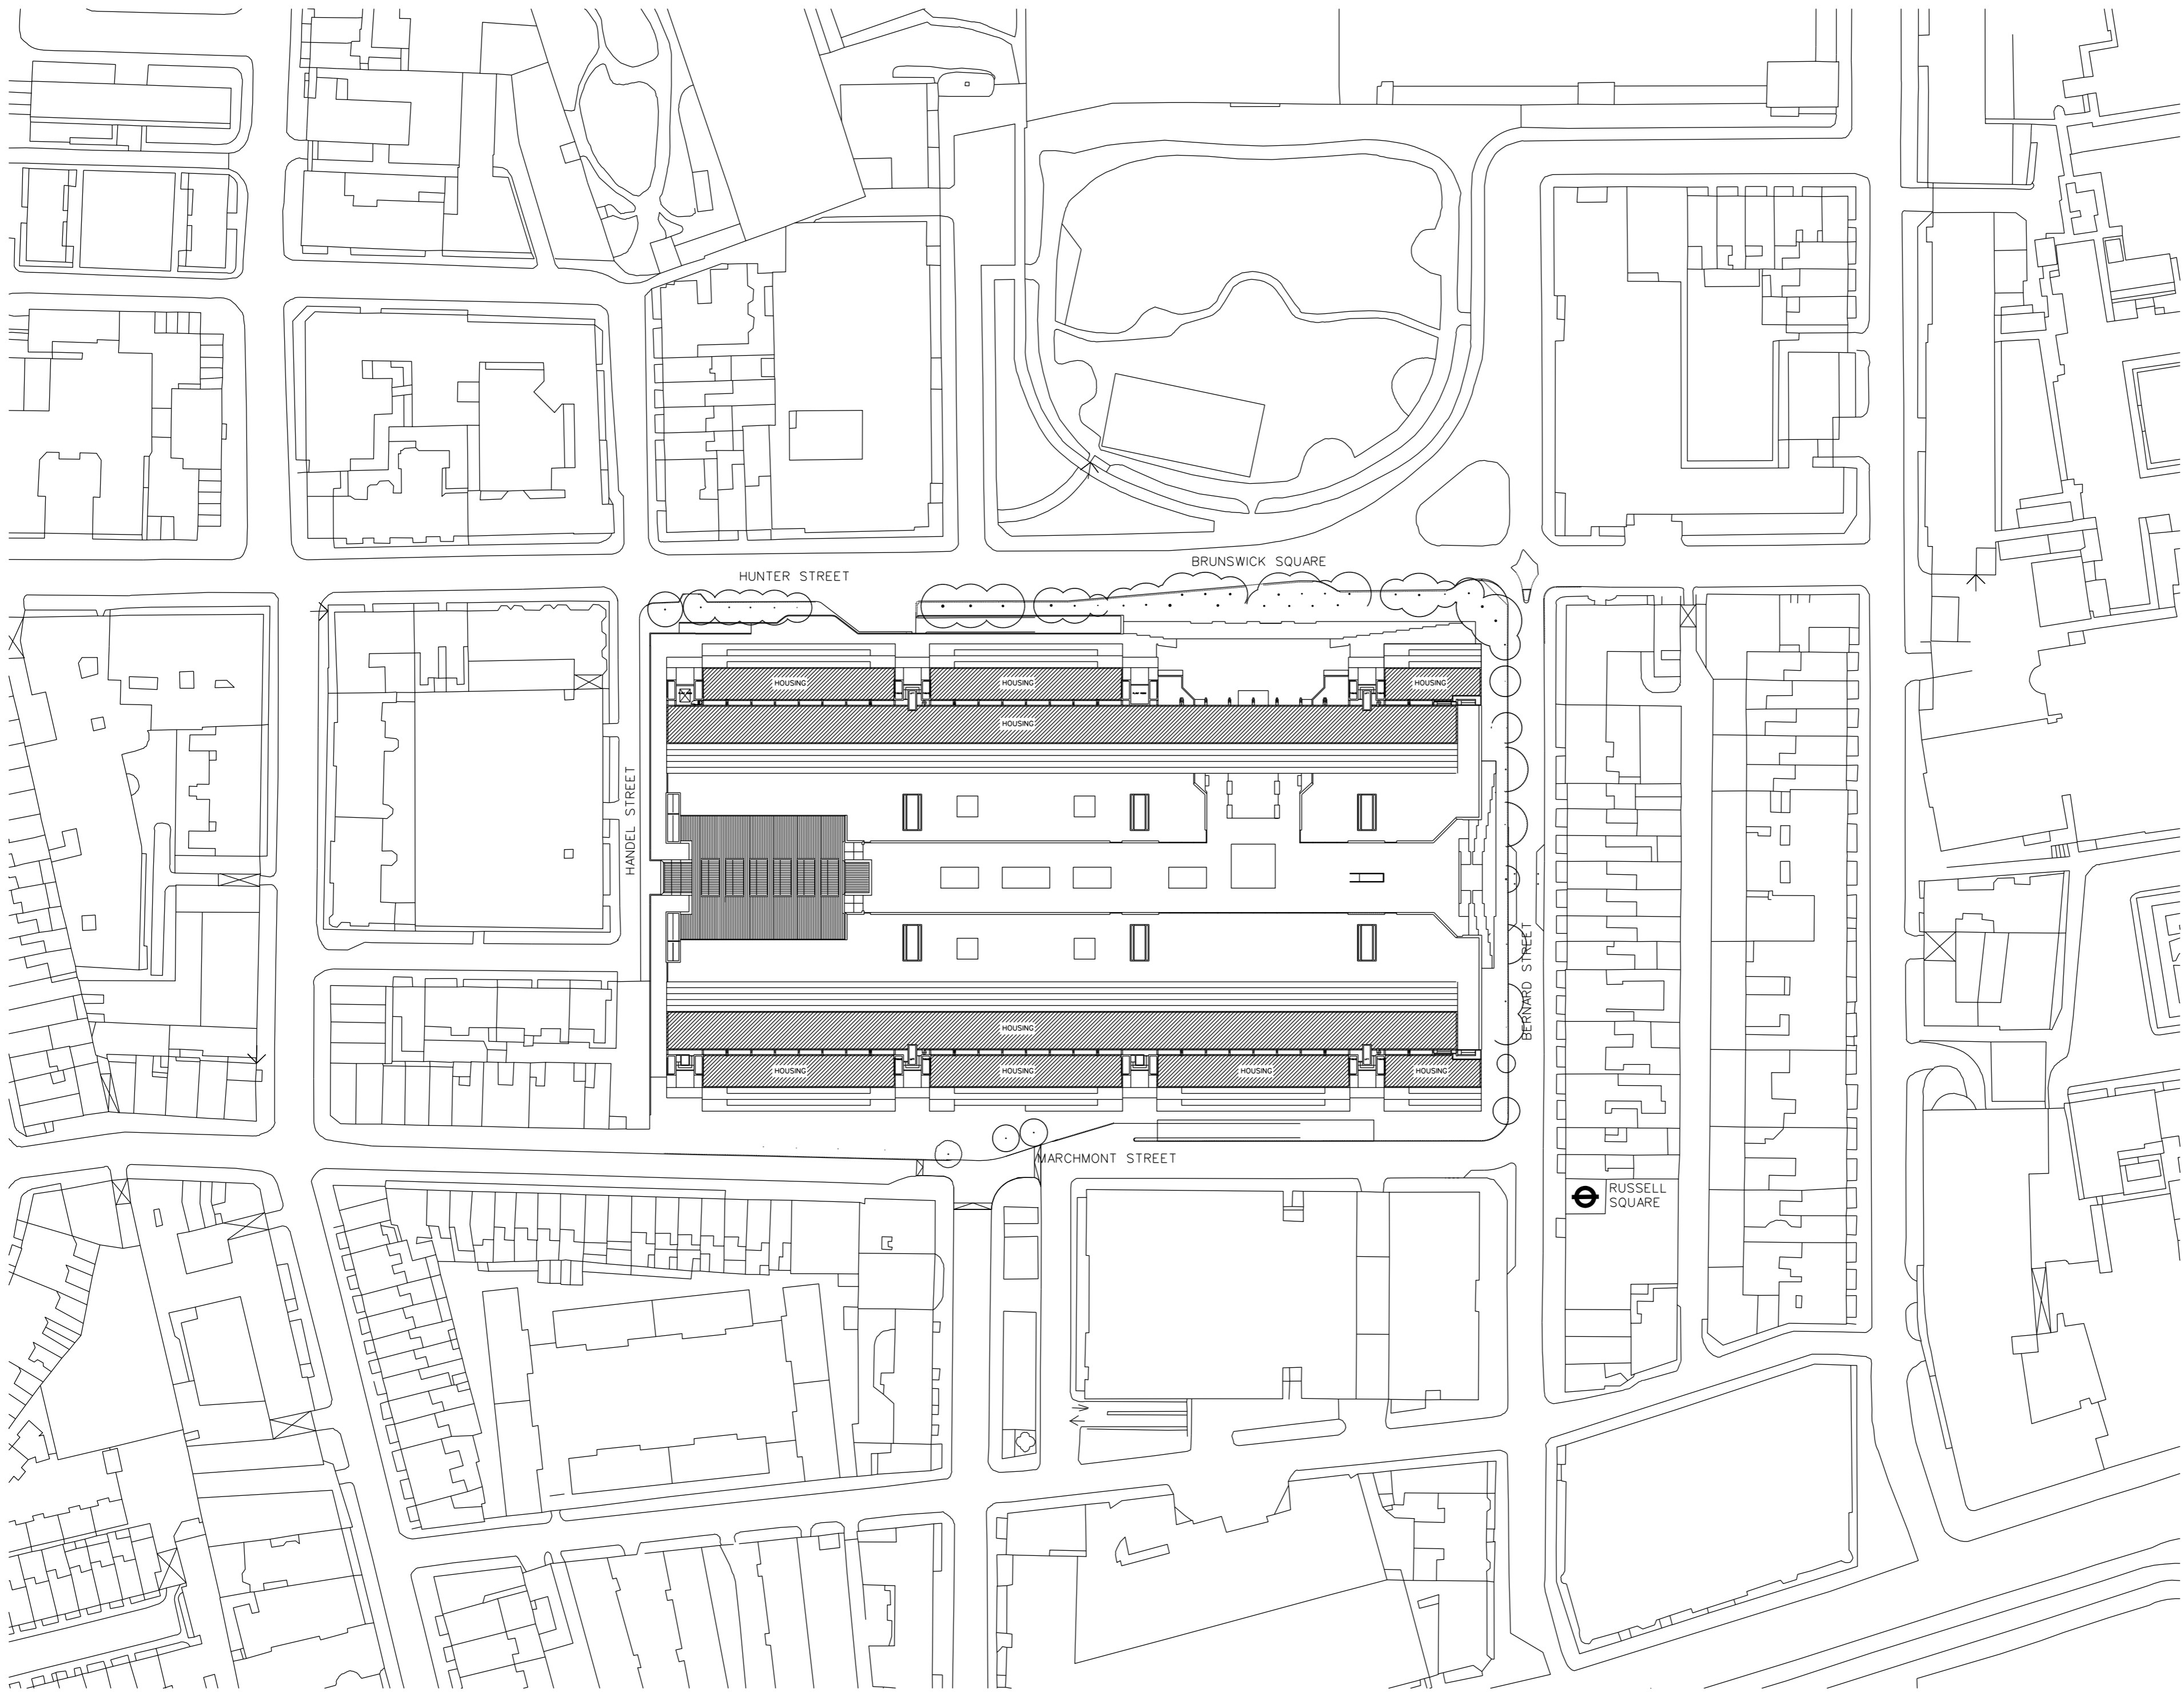 BRUNSWICK SQUARE
HUNTER STREET
HOUSING
HOUSING
HOUSING
HOUSING
HANDEL STREET
BERNARD STREET
HOUSING
HOUSING
HOUSING
HOUSING
HOUSING
MARCHMONT STREET
RUSSELL
SQUARE